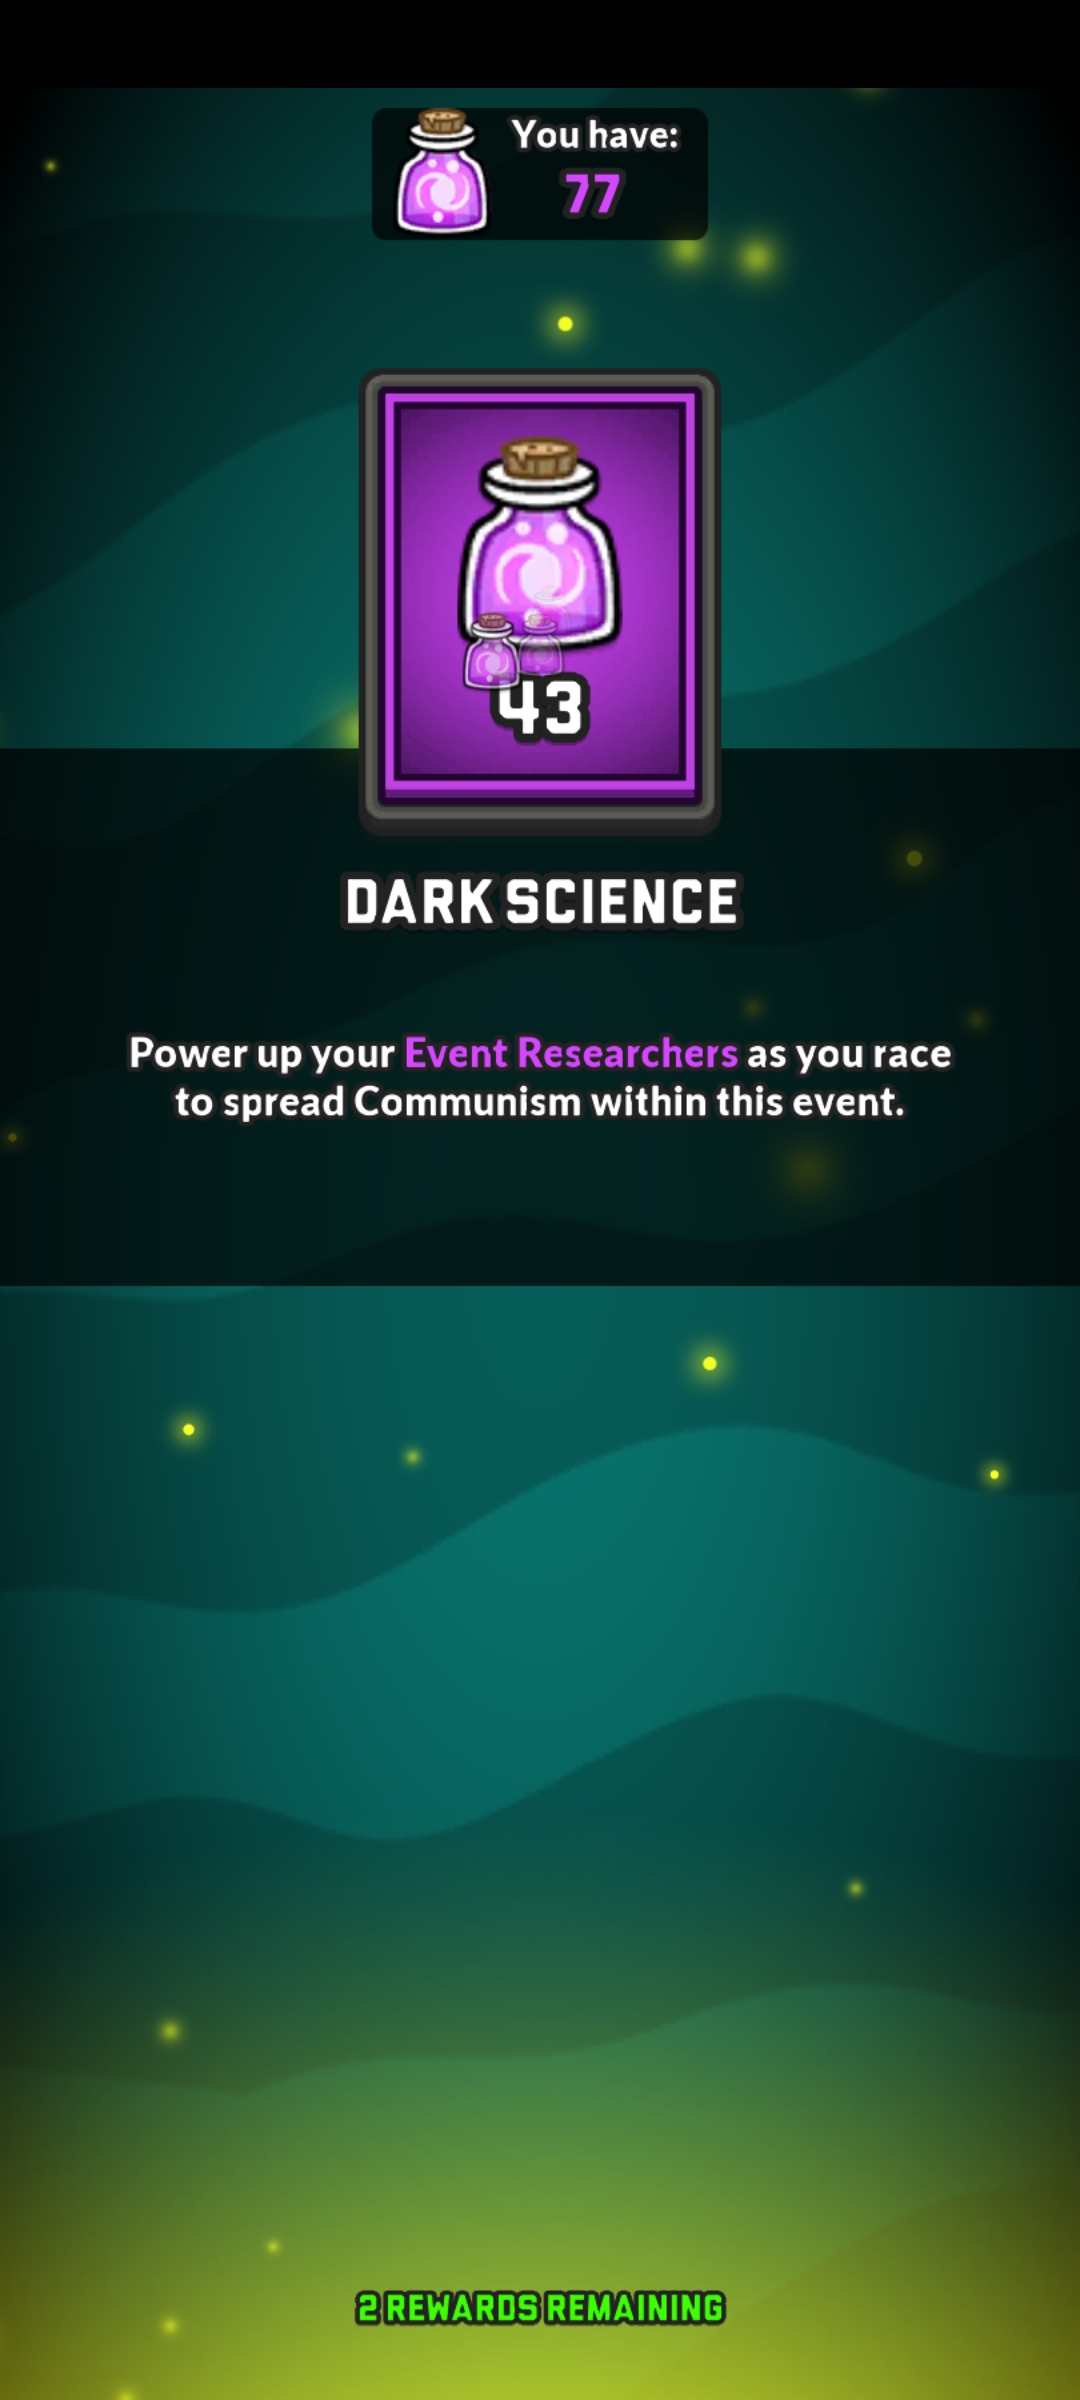 You have:
77
43
DARK SCIENCE
Power up your Event Researchers as you race
to spread Communism within this event.
2 REWARDS REMAINING